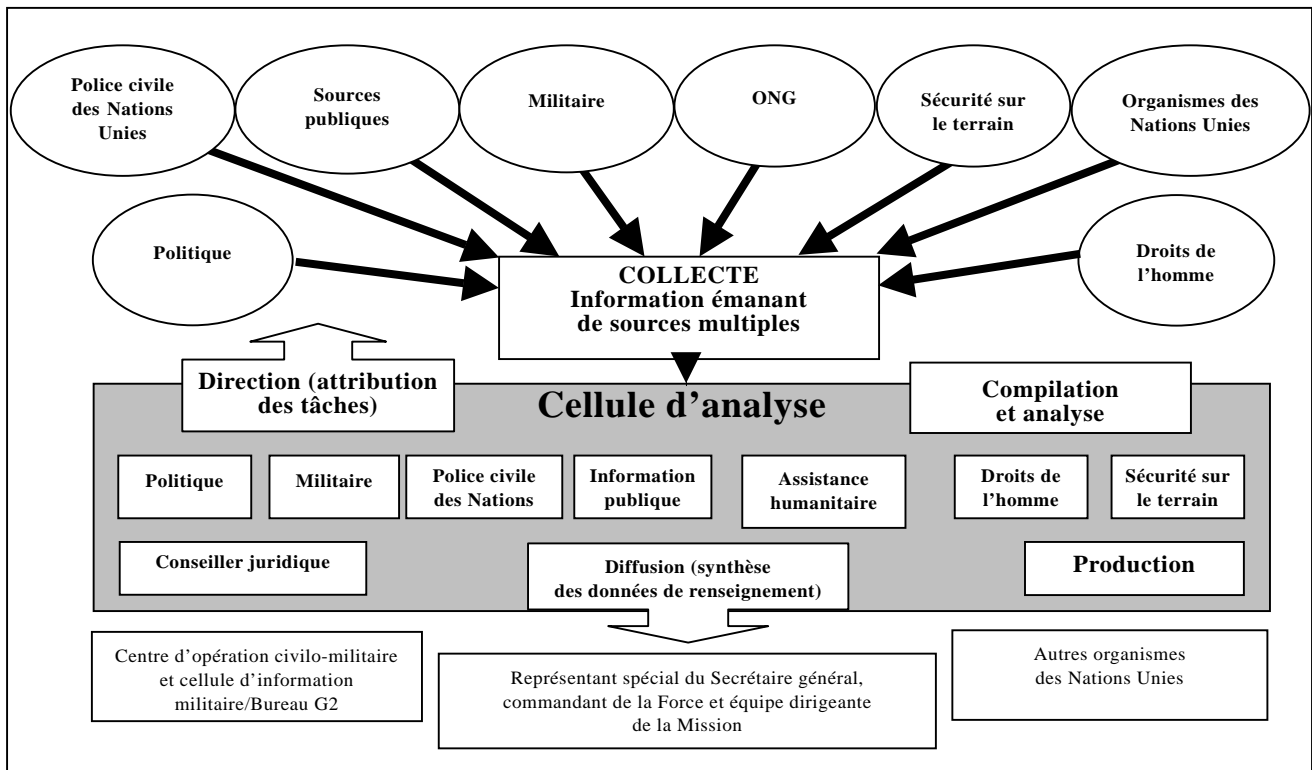 Police civile
des Nations
Unies
Sources
publiques
Militaire
ONG
Sécurité sur
le terrain
Organismes des
Nations Unies
Politique
Droits de
l'homme
COLLECTE
Information émanant
de sources multiples
Direction (attribution
des tâches)
Cellule d'analyse
Compilation
et analyse
Politique
Militaire
Police civile
des Nations
Information
publique
Assistance
humanitaire
Droits de
l'homme
Sécurité sur
le terrain
Conseiller juridique
Diffusion (synthèse
des données de renseignement)
Production
Centre d'opération civilo-militaire
et cellule d'information
militaire/Bureau G2
Représentant spécial du Secrétaire général,
commandant de la Force et équipe dirigeante
de la Mission
Autres organismes
des Nations Unies